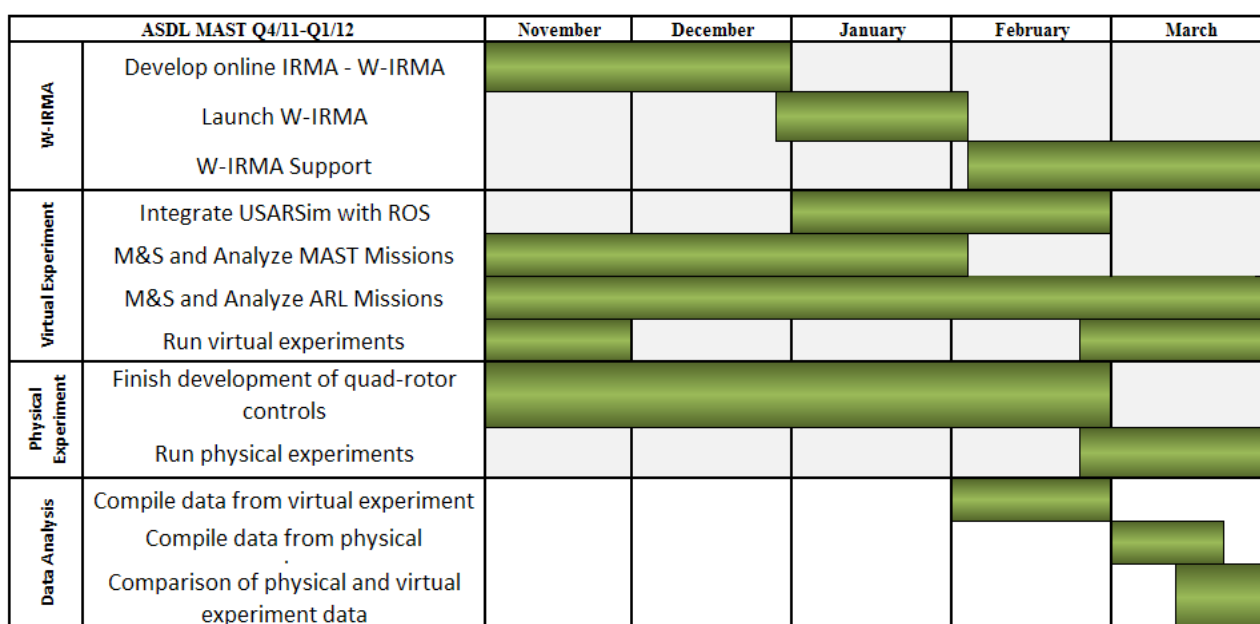 ASDL MAST Q4/11-Q1/12 November December January February March
W-IRMA
Develop online IRMA - W-IRMA
Launch W-IRMA
W-IRMA Support
Virtual Experiment
Integrate USARSim with ROS
M&S and Analyze MAST Missions
M&S and Analyze ARL Missions
Run virtual experiments
Physical
Experiment
Finish development of quad-rotor
controls
Run physical experiments
Data Analysis
Compile data from virtual experiment
Compile data from physical
Comparison of physical and virtual
experiment data